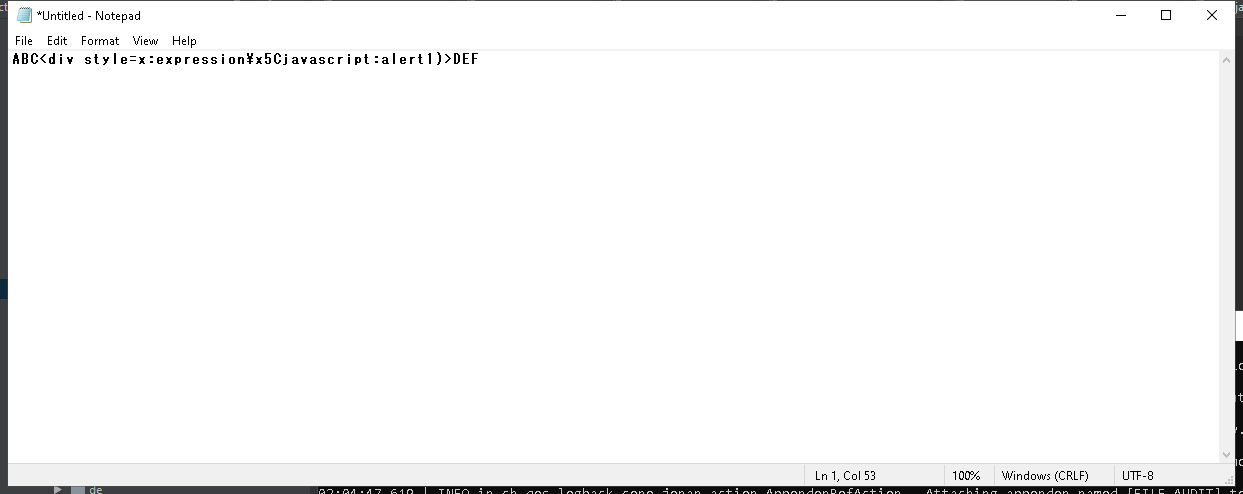 *Untitled - Notepad
File Edit Format View Help
ABC<div style=x:expression¥x5Cjavascript:alert1)>DEF
Ln 1, Col 53 100% Windows (CRLF) UTF-8
de